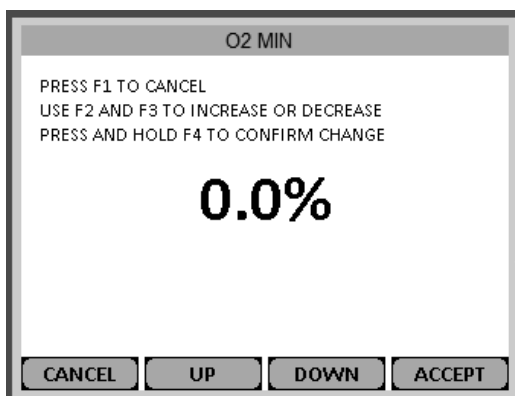 O2 MIN
PRESS F1 TO CANCEL
USE F2 AND F3 TO INCREASE OR DECREASE
PRESS AND HOLD F4 TO CONFIRM CHANGE
0.0%
CANCEL UP DOWN ACCEPT